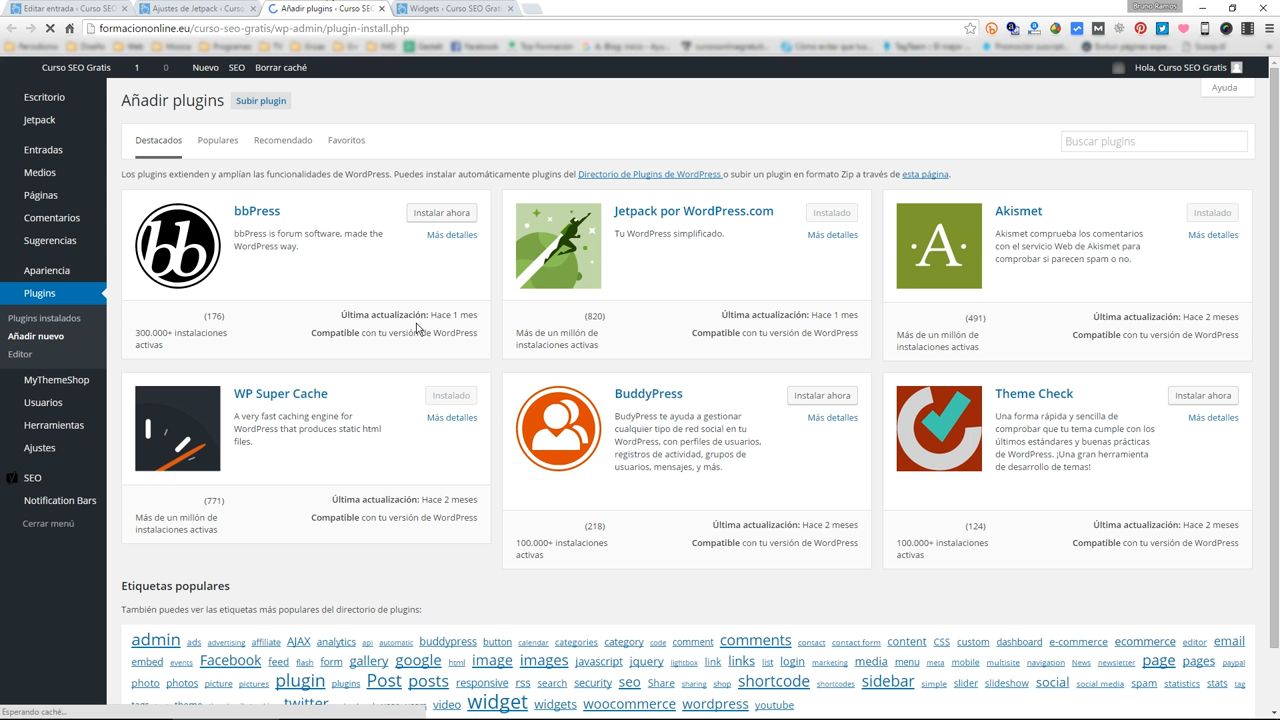 Editar entrada ‹ Curso SEO
Ajustes de Jetpack ‹ Curso
Añadir plugins ‹ Curso SEO
Widgets ‹ Curso SEO Grat
Bruno Ramos
formaciononline.eu/curso-seo-gratis/wp-admin/plugin-install.php
Curso SEO Gratis 1 0 Nuevo SEO Borrar caché Hola, Curso SEO Gratis
Escritorio
Jetpack
Entradas
Medios
Páginas
Comentarios
Sugerencias
Apariencia
Plugins
Plugins instalados
Añadir nuevo
Editor
MyThemeShop
Usuarios
Herramientas
Ajustes
SEO
Notification Bars
Cerrar menú
Añadir plugins Subir plugin
Ayuda
Destacados Populares Recomendado Favoritos
Buscar plugins
Los plugins extienden y amplían las funcionalidades de WordPress. Puedes instalar automáticamente plugins del Directorio de Plugins de WordPress o subir un plugin en formato Zip a través de esta página.
bb
bbPress
Instalar ahora
bbPress is forum software, made the
WordPress way.
Más detalles
(176)
Última actualización: Hace 1 mes
300.000+ instalaciones
activas
Compatible con tu versión de WordPress
Jetpack por WordPress.com
Instalado
Tu WordPress simplificado.
Más detalles
(820)
Última actualización: Hace 1 mes
Más de un millón de
instalaciones activas
Compatible con tu versión de WordPress
·A·
Akismet
Instalado
Akismet comprueba los comentarios
con el servicio Web de Akismet para
comprobar si parecen spam o no.
Más detalles
(491)
Última actualización: Hace 2 meses
Más de un millón de
instalaciones activas
Compatible con tu versión de WordPress
WP Super Cache
Instalado
A very fast caching engine for
WordPress that produces static html
files.
Más detalles
(771)
Última actualización: Hace 2 meses
Más de un millón de
instalaciones activas
Compatible con tu versión de WordPress
BuddyPress
Instalar ahora
BudyPress te ayuda a gestionar
cualquier tipo de red social en tu
WordPress, con perfiles de usuarios,
registros de actividad, grupos de
usuarios, mensajes, y más.
Más detalles
(218)
Última actualización: Hace 2 meses
100.000+ instalaciones
activas
Compatible con tu versión de WordPress
Theme Check
Instalar ahora
Una forma rápida y sencilla de
comprobar que tu tema cumple con los
últimos estándares y buenas prácticas
de WordPress. ¡Una gran herramienta
de desarrollo de temas!
Más detalles
(124)
Última actualización: Hace 2 meses
100.000+ instalaciones
activas
Compatible con tu versión de WordPress
Etiquetas populares
También puedes ver las etiquetas más populares del directorio de plugins:
admin ads advertising affiliate AJAX analytics api automatic buddypress button calendar categories category code comment comments contact contact form content CSS custom dashboard e-commerce ecommerce editor email
embed events Facebook feed flash form gallery google html image images javascript jquery lightbox link links list login marketing media menu meta mobile multisite navigation News newsletter page pages paypal
photo photos picture pictures plugin plugins Post posts responsive rss search security seo Share sharing shop shortcode shortcodes sidebar simple slider slideshow social social media spam statistics stats tag
tags theme twitter video widget widgets woocommerce wordpress youtube
Esperando caché...